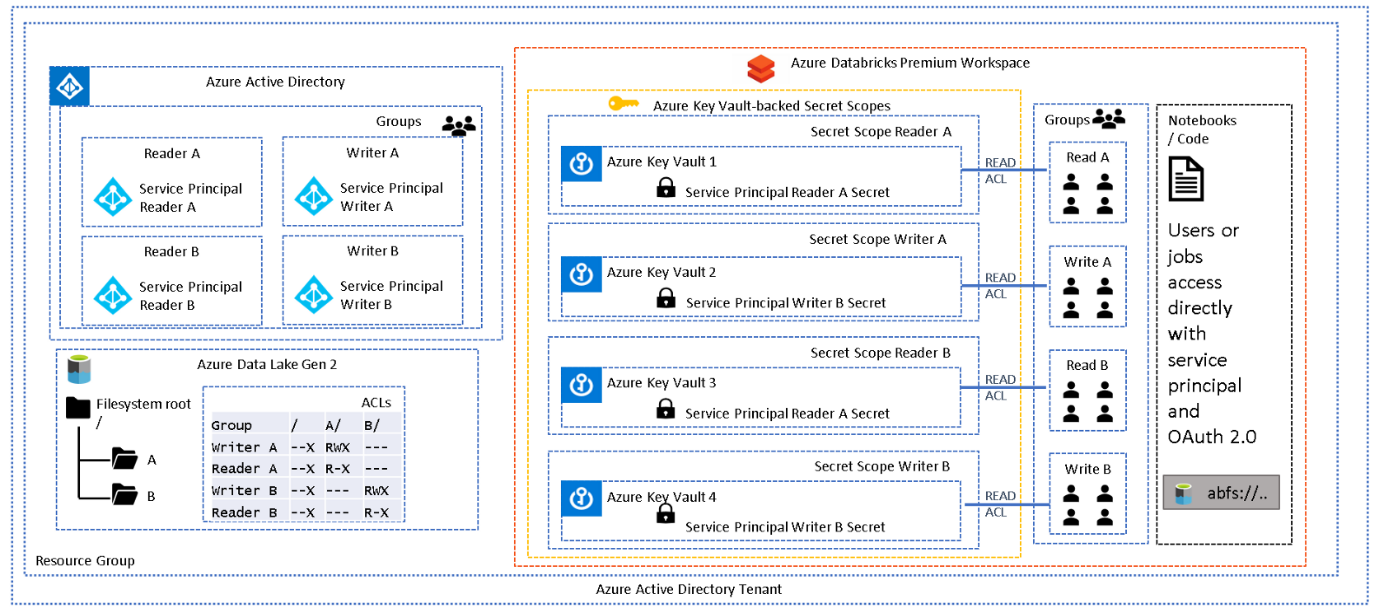 Azure Active Directory
Groups
Reader A
Service Principal
Reader A
Writer A
Service Principal
Writer A
Reader B
Service Principal
Reader B
Writer B
Service Principal
Writer B
Azure Data Lake Gen 2
Filesystem root
/
A
B
ACLs
Group / A/ B/
Writer A --X RWX ---
Reader A --X R-X ---
Writer B --X --- RWX
Reader B --X --- R-X
Resource Group
Azure Databricks Premium Workspace
Azure Key Vault-backed Secret Scopes
Secret Scope Reader A
Azure Key Vault 1
Service Principal Reader A Secret
READ
ACL
Secret Scope Writer A
Azure Key Vault 2
Service Principal Writer B Secret
READ
ACL
Secret Scope Reader B
Azure Key Vault 3
Service Principal Reader A Secret
READ
ACL
Secret Scope Writer B
Azure Key Vault 4
Service Principal Writer B Secret
READ
ACL
Groups
Read A
Write A
Read B
Write B
Notebooks
/ Code
Users or
jobs
access
directly
with
service
principal
and
OAuth 2.0
abfs://..
Azure Active Directory Tenant